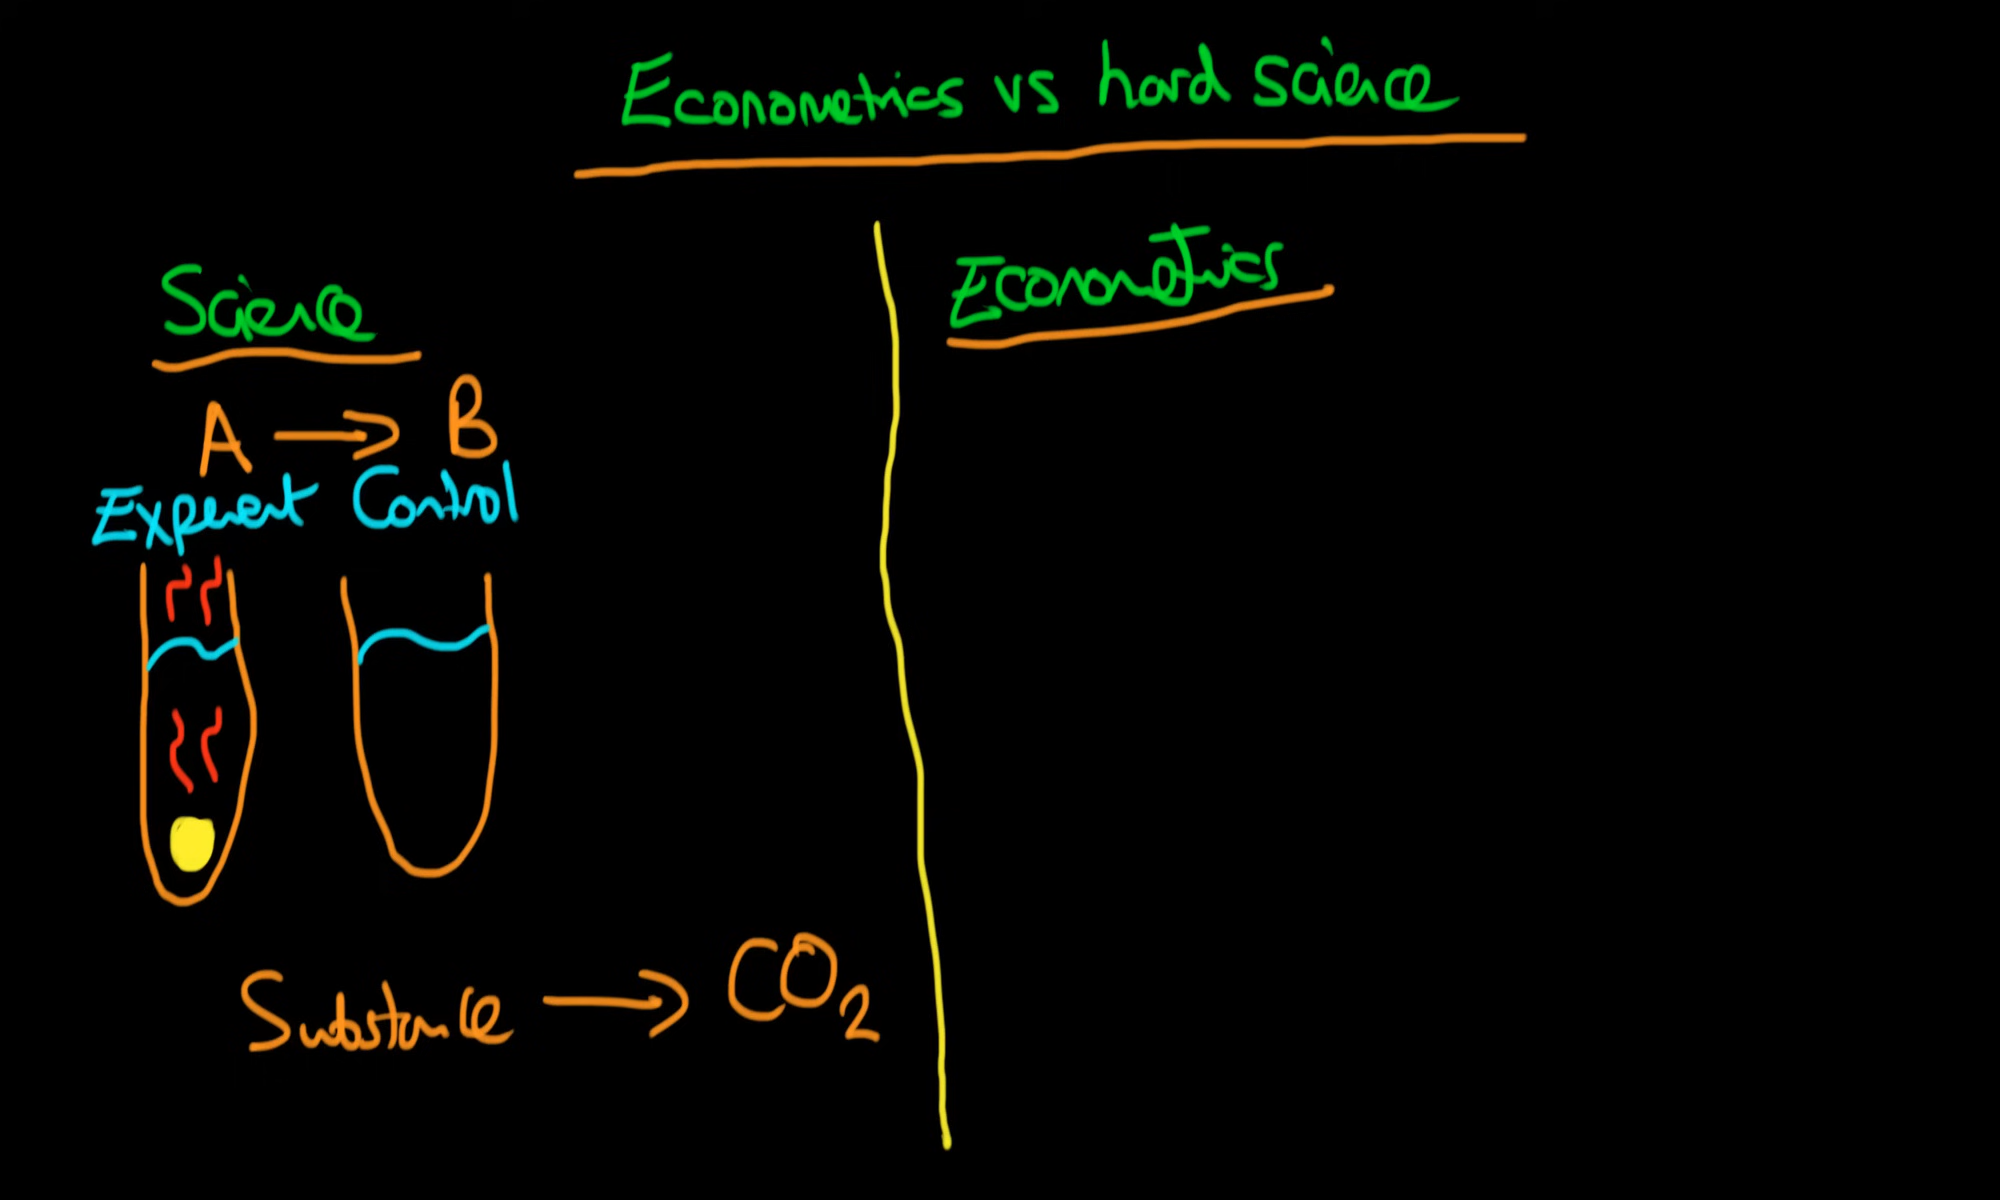 Econometrics vs hard science
Science
A → B
Experiment Control
Substance → CO₂
Econometrics